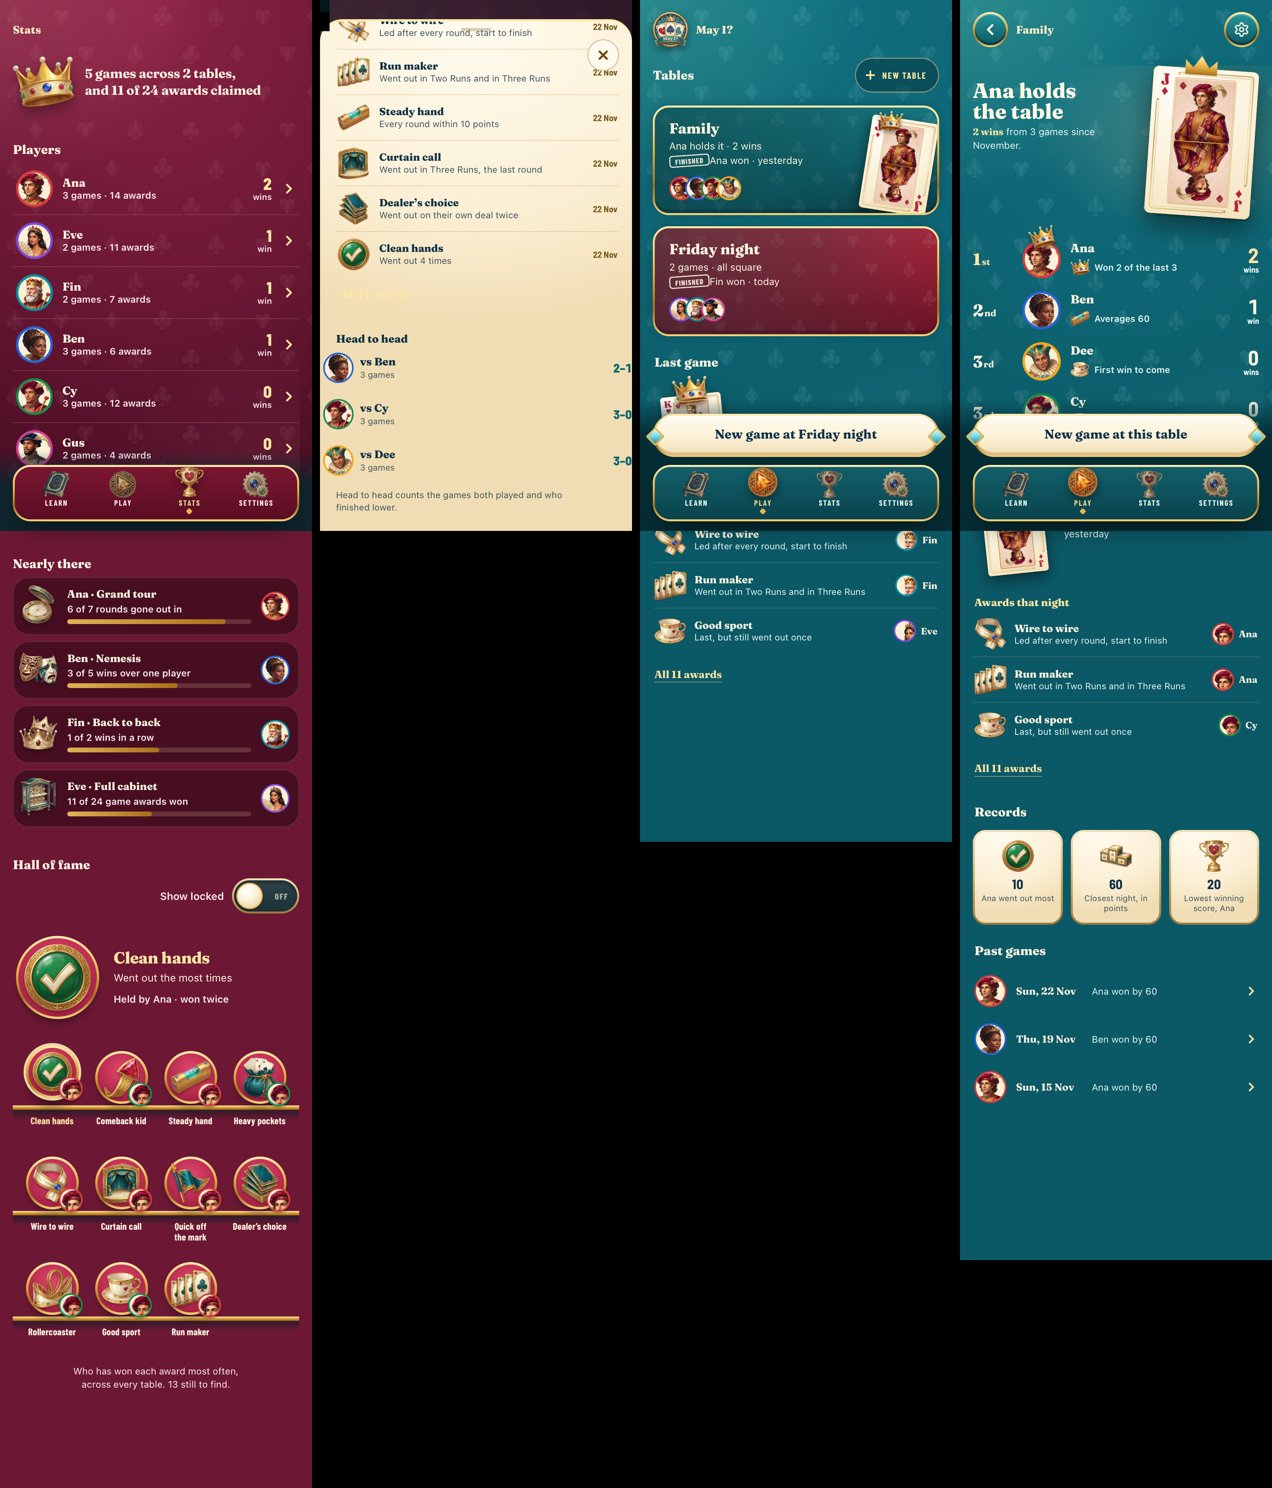 Stats
5 games across 2 tables,
and 11 of 24 awards claimed
Players
Ana
3 games · 14 awards
2
wins
Eve
2 games · 11 awards
1
win
Fin
2 games · 7 awards
1
win
Ben
3 games · 6 awards
1
win
Cy
3 games · 12 awards
0
wins
Gus
2 games · 4 awards
0
wins
LEARN
PLAY
STATS
SETTINGS
Nearly there
Ana · Grand tour
6 of 7 rounds gone out in
Ben · Nemesis
3 of 5 wins over one player
Fin · Back to back
1 of 2 wins in a row
Eve · Full cabinet
11 of 24 game awards won
Hall of fame
Show locked
OFF
Clean hands
Went out the most times
Held by Ana · won twice
Clean hands
Comeback kid
Steady hand
Heavy pockets
Wire to wire
Curtain call
Quick off
the mark
Dealer's choice
Rollercoaster
Good sport
Run maker
Who has won each award most often,
across every table. 13 still to find.
Wire to wire
Led after every round, start to finish
22 Nov
Run maker
Went out in Two Runs and in Three Runs
22 Nov
Steady hand
Every round within 10 points
22 Nov
Curtain call
Went out in Three Runs, the last round
22 Nov
Dealer's choice
Went out on their own deal twice
22 Nov
Clean hands
Went out 4 times
22 Nov
All 14 awards
Head to head
vs Ben
3 games
2–1
vs Cy
3 games
3–0
vs Dee
3 games
3–0
Head to head counts the games both played and who
finished lower.
May I?
May I?
Tables
+ NEW TABLE
Family
Ana holds it · 2 wins
FINISHED Ana won · yesterday
J
J
Friday night
2 games · all square
FINISHED Fin won · today
Last game
K
New game at Friday night
LEARN
PLAY
STATS
SETTINGS
Wire to wire
Led after every round, start to finish
Fin
Run maker
Went out in Two Runs and in Three Runs
Fin
Good sport
Last, but still went out once
Eve
All 11 awards
Family
Ana holds
the table
2 wins from 3 games since
November.
J
J
1st
Ana
Won 2 of the last 3
2
wins
2nd
Ben
Averages 60
1
win
3rd
Dee
First win to come
0
wins
3rd
Cy
0
New game at this table
LEARN
PLAY
STATS
SETTINGS
yesterday
Awards that night
Wire to wire
Led after every round, start to finish
Ana
Run maker
Went out in Two Runs and in Three Runs
Ana
Good sport
Last, but still went out once
Cy
All 11 awards
Records
10
Ana went out most
60
Closest night, in
points
20
Lowest winning
score, Ana
Past games
Sun, 22 Nov
Ana won by 60
Thu, 19 Nov
Ben won by 60
Sun, 15 Nov
Ana won by 60